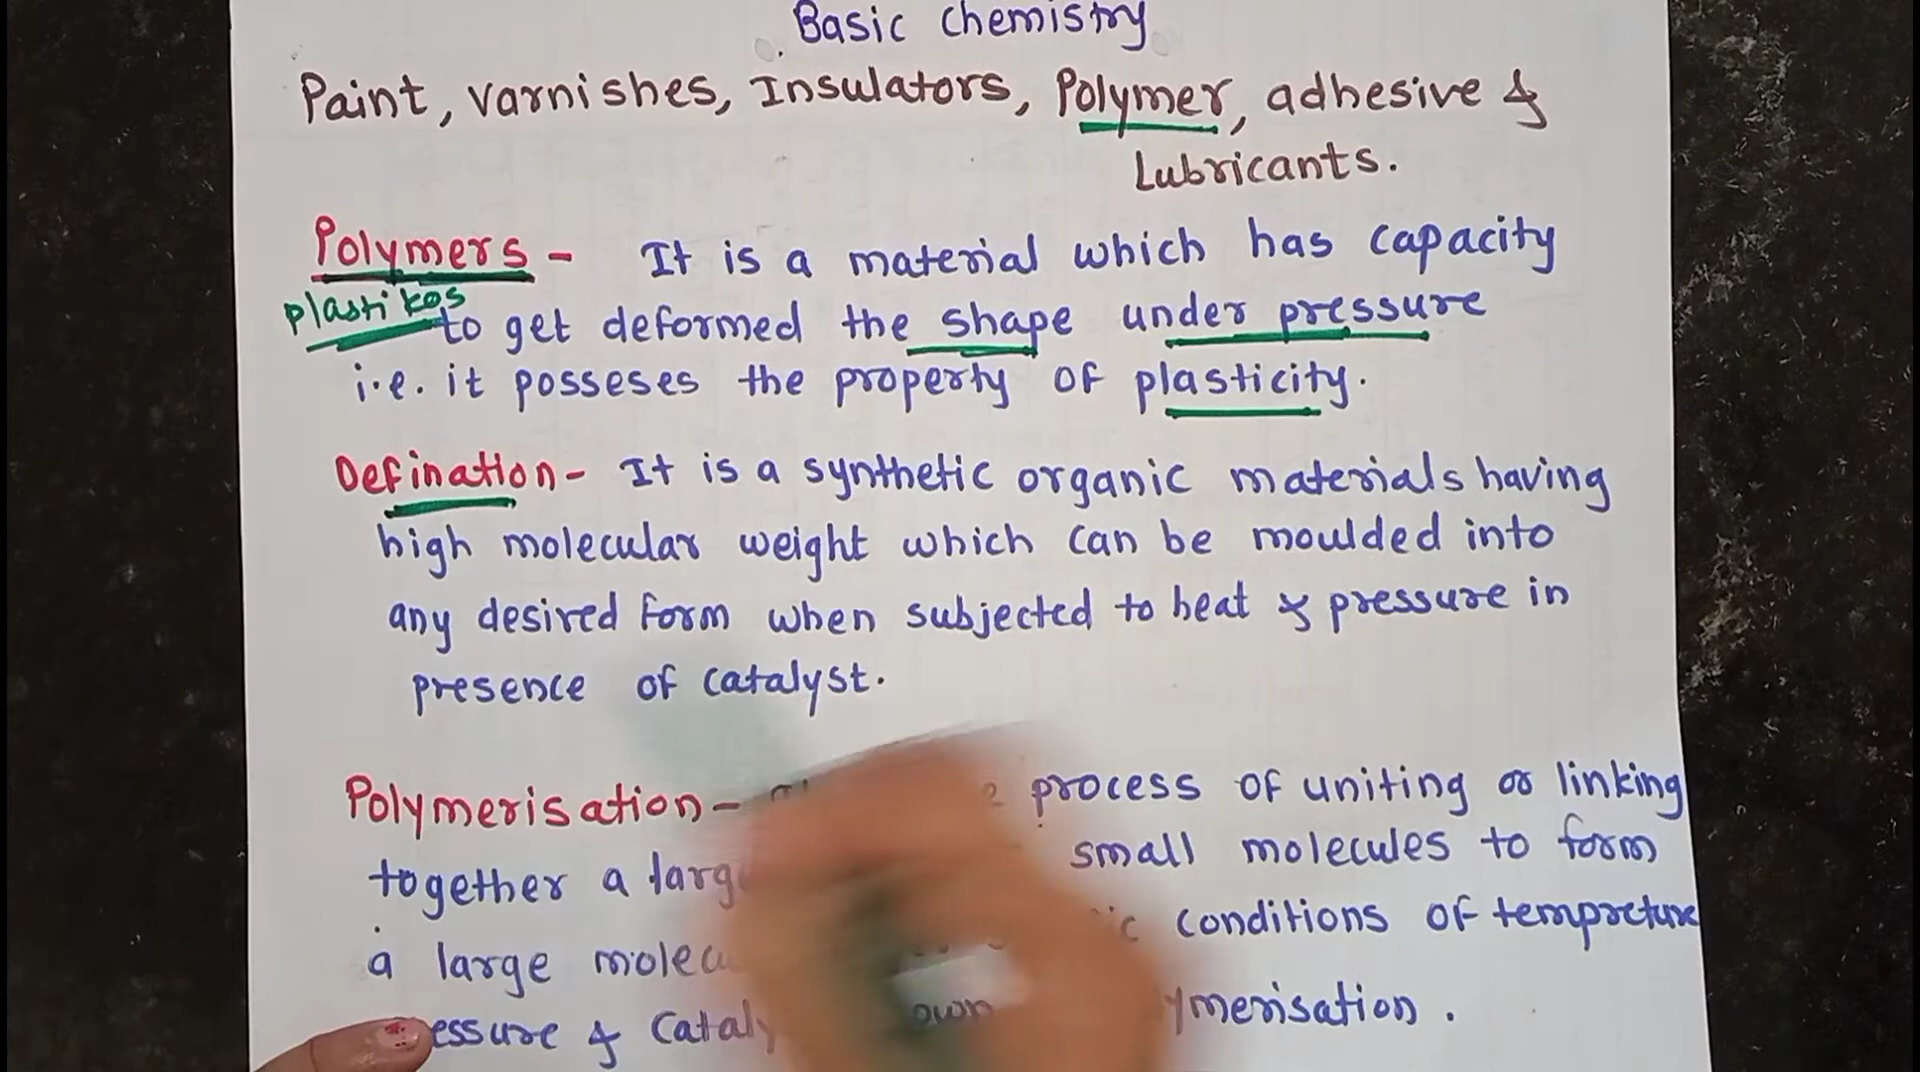 Basic Chemistry
Paint, varnishes, Insulators, Polymer, adhesive &
Lubricants.
Polymers - It is a material which has capacity
plastikos
to get deformed the shape under pressure
i.e. it posseses the property of plasticity.
Defination - It is a synthetic organic materials having
high molecular weight which can be moulded into
any desired form when subjected to heat & pressure in
presence of catalyst.
Polymerisation - process of uniting or linking
together a small molecules to form
a large conditions of tempreture
essure & ymerisation.